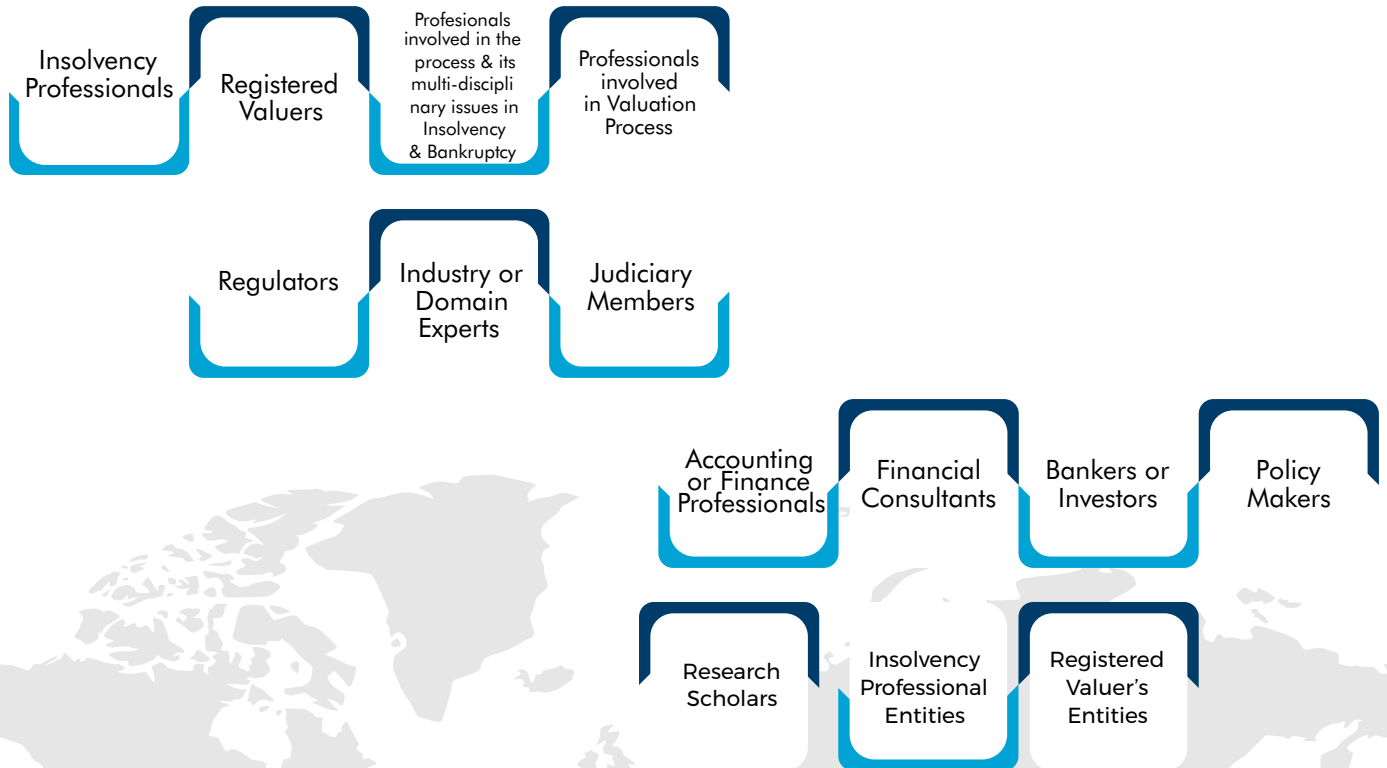 Insolvency
Professionals
Registered
Valuers
Profesionals
involved in the
process & its
multi-discipli
nary issues in
Insolvency
& Bankruptcy
Professionals
involved
in Valuation
Process
Regulators
Industry or
Domain
Experts
Judiciary
Members
Accounting
or Finance
Professionals
Financial
Consultants
Bankers or
Investors
Policy
Makers
Research
Scholars
Insolvency
Professional
Entities
Registered
Valuer’s
Entities